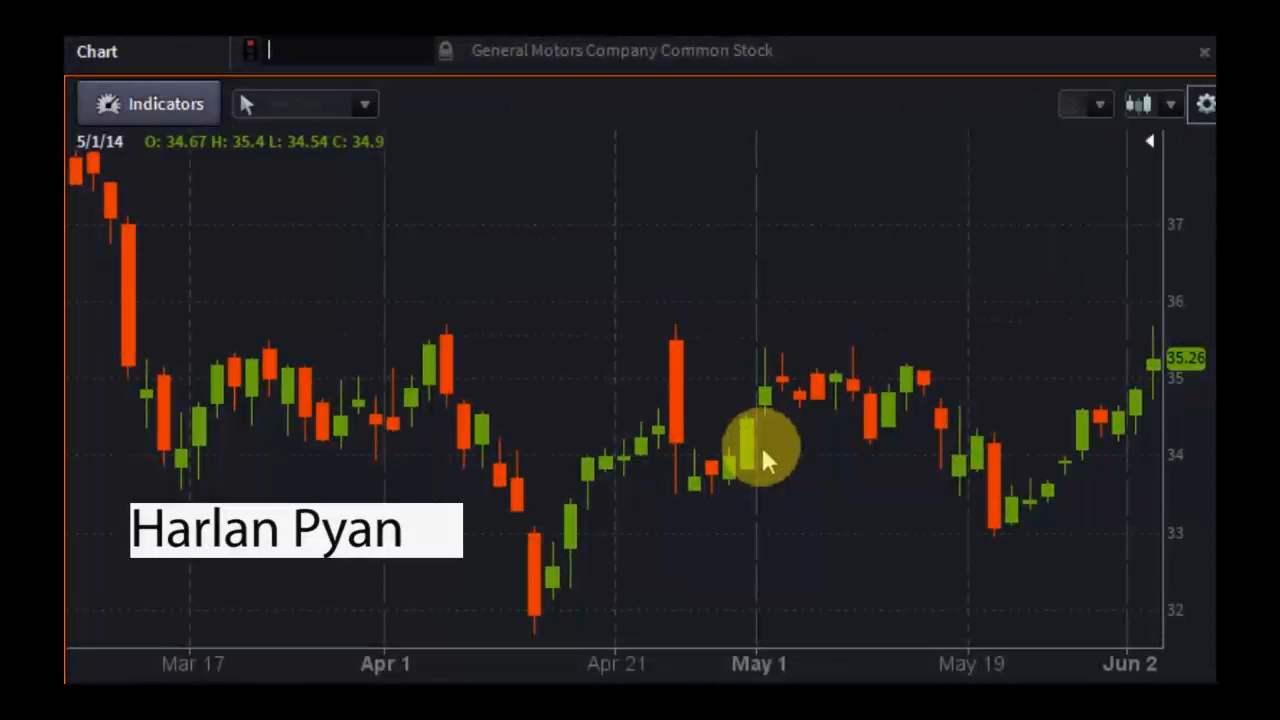 Chart General Motors Company Common Stock ×
Indicators
5/1/14 O: 34.67 H: 35.4 L: 34.54 C: 34.9
37
36
35.26
35
34
33
32
Harlan Pyan
Mar 17 Apr 1 Apr 21 May 1 May 19 Jun 2